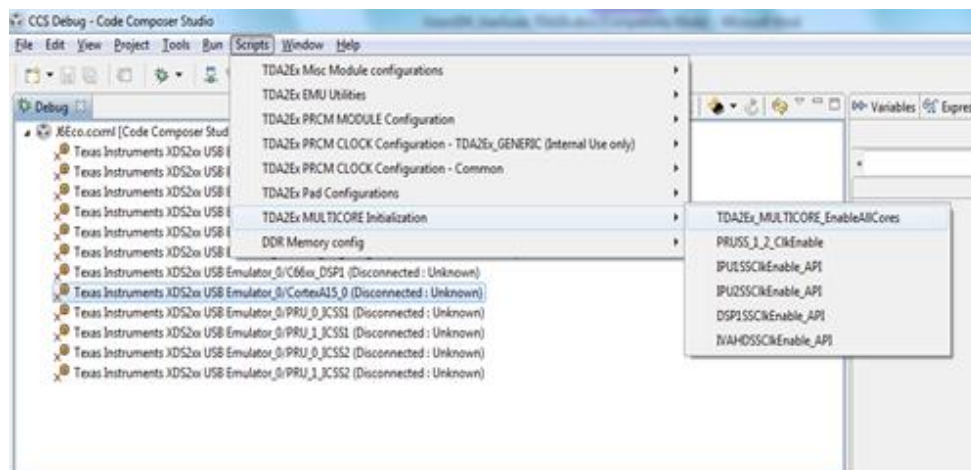 CCS Debug - Code Composer Studio
File Edit View Project Tools Run Scripts Window Help
TDA2Ex Misc Module configurations
TDA2Ex EMU Utilities
TDA2Ex PRCM MODULE Configuration
TDA2Ex PRCM CLOCK Configuration - TDA2Ex_GENERIC (Internal Use only)
TDA2Ex PRCM CLOCK Configuration - Common
TDA2Ex Pad Configurations
TDA2Ex MULTICORE Initialization
DDR Memory config
TDA2Ex_MULTICORE_EnableAllCores
PRUSS_1_2_ClkEnable
IPU1SSClkEnable_API
IPU2SSClkEnable_API
DSP1SSClkEnable_API
IVAHDSSClkEnable_API
Debug
Variables Expres
J6Eco.ccxml [Code Composer Stud
Texas Instruments XDS2xx USB E
Texas Instruments XDS2xx USB E
Texas Instruments XDS2xx USB E
Texas Instruments XDS2xx USB E
Texas Instruments XDS2xx USB E
Texas Instruments XDS2xx USB E
Texas Instruments XDS2xx USB Emulator_0/C66xx_DSP1 (Disconnected : Unknown)
Texas Instruments XDS2xx USB Emulator_0/CortexA15_0 (Disconnected : Unknown)
Texas Instruments XDS2xx USB Emulator_0/PRU_0_ICSS1 (Disconnected : Unknown)
Texas Instruments XDS2xx USB Emulator_0/PRU_1_ICSS1 (Disconnected : Unknown)
Texas Instruments XDS2xx USB Emulator_0/PRU_0_ICSS2 (Disconnected : Unknown)
Texas Instruments XDS2xx USB Emulator_0/PRU_1_ICSS2 (Disconnected : Unknown)